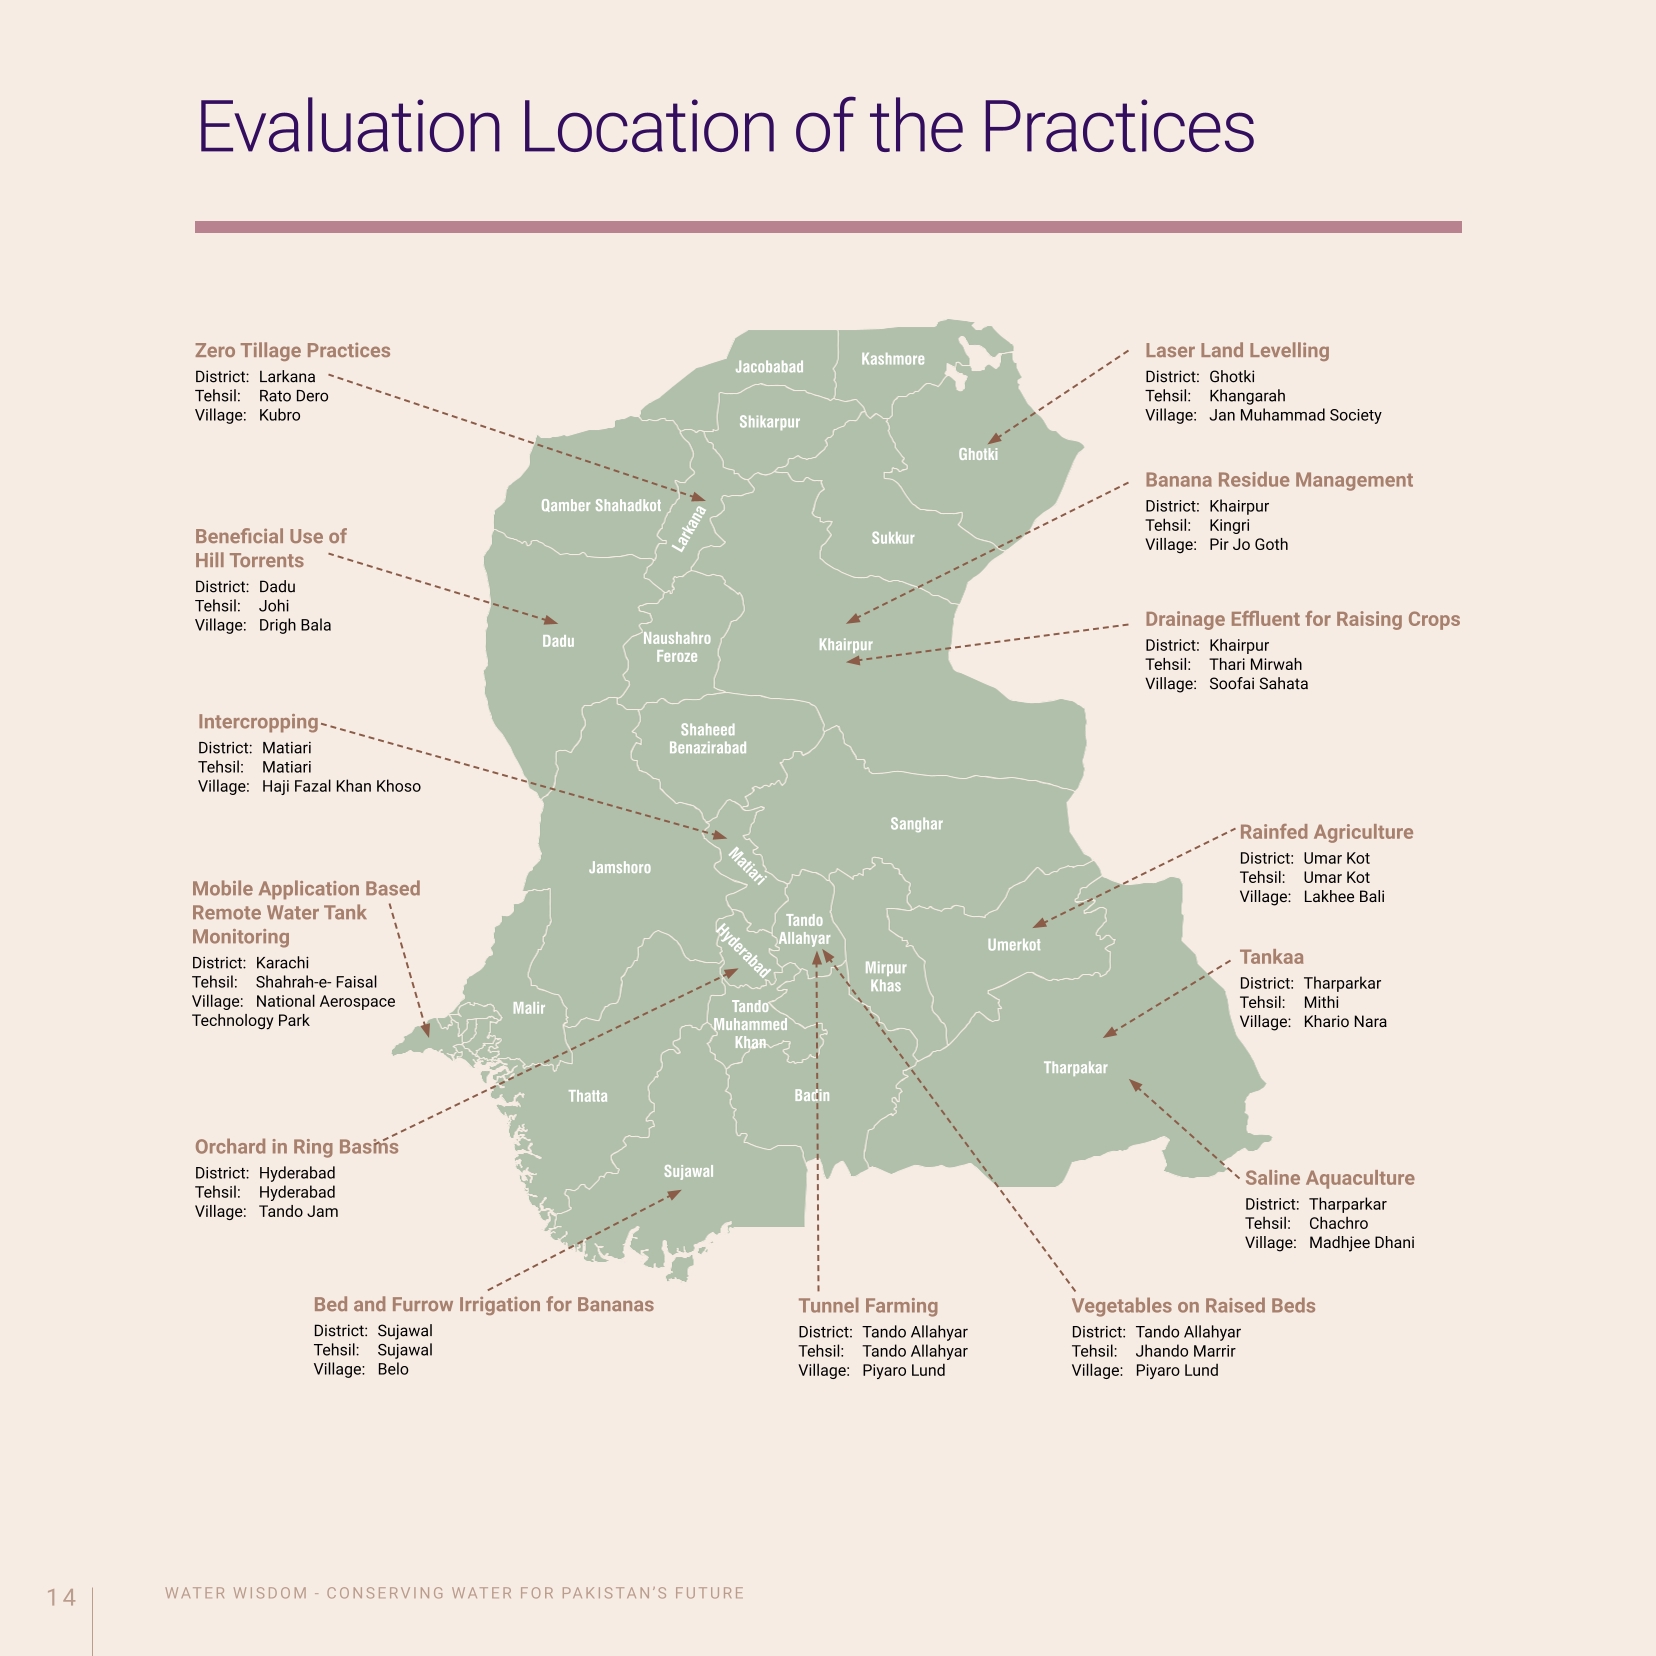 Evaluation Location of the Practices
Zero Tillage Practices
District: Larkana
Tehsil: Rato Dero
Village: Kubro
Beneficial Use of
Hill Torrents
District: Dadu
Tehsil: Johi
Village: Drigh Bala
Intercropping
District: Matiari
Tehsil: Matiari
Village: Haji Fazal Khan Khoso
Mobile Application Based
Remote Water Tank
Monitoring
District: Karachi
Tehsil: Shahrah-e- Faisal
Village: National Aerospace
Technology Park
Orchard in Ring Basins
District: Hyderabad
Tehsil: Hyderabad
Village: Tando Jam
Bed and Furrow Irrigation for Bananas
District: Sujawal
Tehsil: Sujawal
Village: Belo
Tunnel Farming
District: Tando Allahyar
Tehsil: Tando Allahyar
Village: Piyaro Lund
Vegetables on Raised Beds
District: Tando Allahyar
Tehsil: Jhando Marrir
Village: Piyaro Lund
Laser Land Levelling
District: Ghotki
Tehsil: Khangarah
Village: Jan Muhammad Society
Banana Residue Management
District: Khairpur
Tehsil: Kingri
Village: Pir Jo Goth
Drainage Effluent for Raising Crops
District: Khairpur
Tehsil: Thari Mirwah
Village: Soofai Sahata
Rainfed Agriculture
District: Umar Kot
Tehsil: Umar Kot
Village: Lakhee Bali
Tankaa
District: Tharparkar
Tehsil: Mithi
Village: Khario Nara
Saline Aquaculture
District: Tharparkar
Tehsil: Chachro
Village: Madhjee Dhani
Jacobabad
Kashmore
Shikarpur
Ghotki
Qamber Shahadkot
Larkana
Sukkur
Dadu
Naushahro
Feroze
Khairpur
Shaheed
Benazirabad
Sanghar
Jamshoro
Matiari
Tando
Allahyar
Hyderabad
Umerkot
Mirpur
Khas
Malir
Tando
Muhammed
Khan
Tharpakar
Thatta
Badin
Sujawal
14
WATER WISDOM - CONSERVING WATER FOR PAKISTAN'S FUTURE